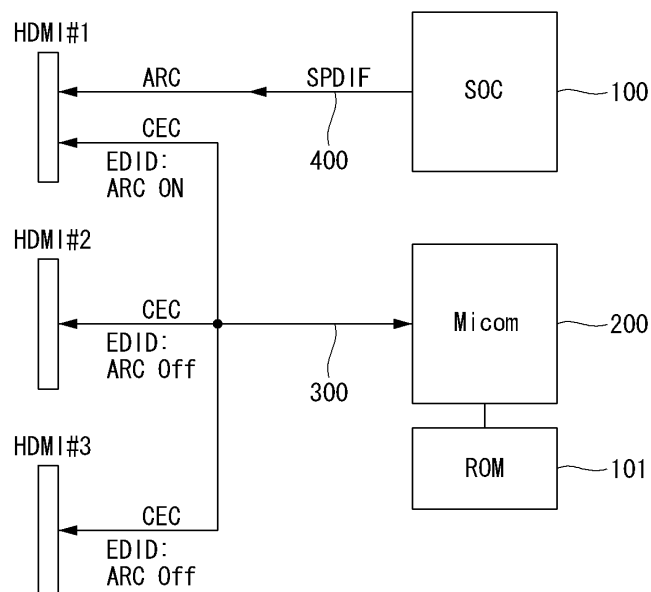 HDMI#1
ARC
SPDIF
SOC
100
400
CEC
EDID:
ARC ON
HDMI#2
CEC
EDID:
ARC Off
300
Micom
200
HDMI#3
ROM
101
CEC
EDID:
ARC Off